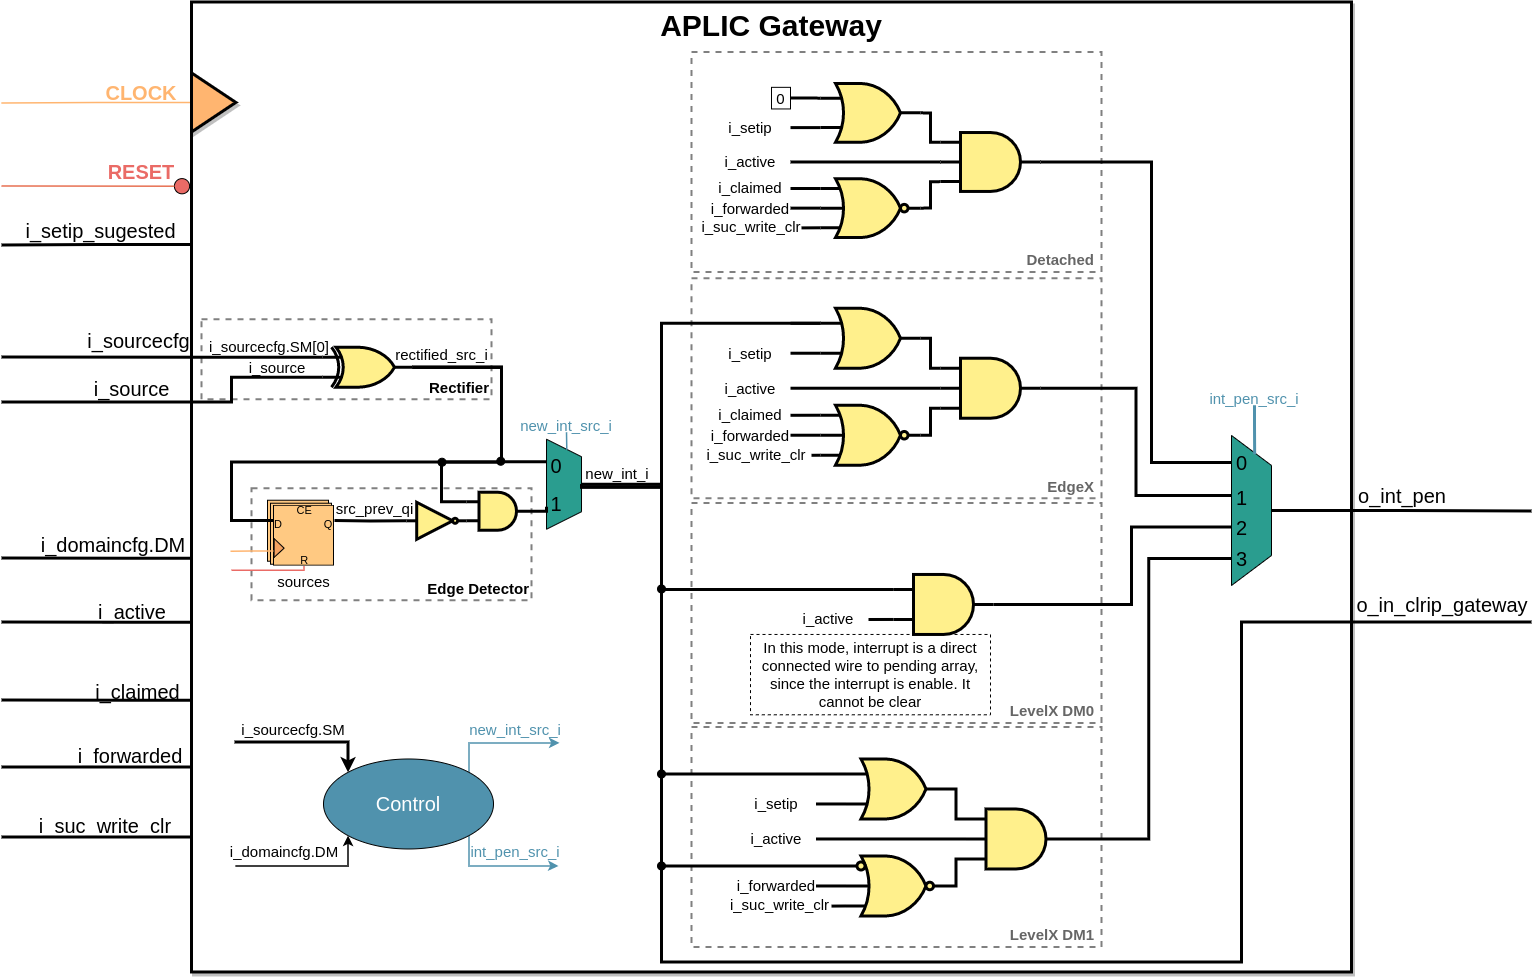 APLIC Gateway
CLOCK
RESET
i_setip_sugested
i_sourcecfg
i_source
i_domaincfg.DM
i_active
i_claimed
i_forwarded
i_suc_write_clr
i_sourcecfg.SM[0]
i_source
rectified_src_i
Rectifier
new_int_src_i
0
1
new_int_i
CE
D
Q
R
src_prev_qi
sources
Edge Detector
i_sourcecfg.SM
new_int_src_i
Control
i_domaincfg.DM
int_pen_src_i
0
i_setip
i_active
i_claimed
i_forwarded
i_suc_write_clr
Detached
i_setip
i_active
i_claimed
i_forwarded
i_suc_write_clr
EdgeX
i_active
In this mode, interrupt is a direct
connected wire to pending array,
since the interrupt is enable. It
cannot be clear
LevelX DM0
i_setip
i_active
i_forwarded
i_suc_write_clr
LevelX DM1
int_pen_src_i
0
1
2
3
o_int_pen
o_in_clrip_gateway